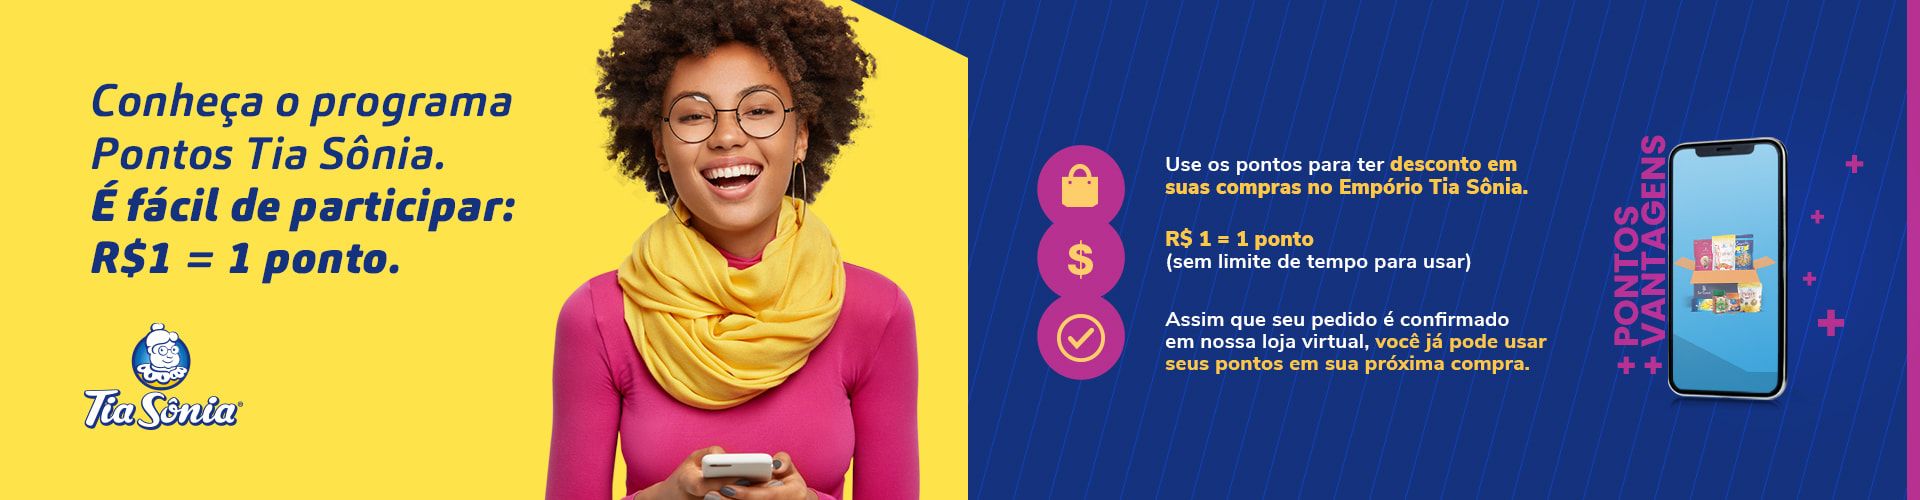 Conheça o programa
Pontos Tia Sônia.
É fácil de participar:
R$1 = 1 ponto.
Tia Sônia®
Use os pontos para ter desconto em
suas compras no Empório Tia Sônia.
$
R$ 1 = 1 ponto
(sem limite de tempo para usar)
Assim que seu pedido é confirmado
em nossa loja virtual, você já pode usar
seus pontos em sua próxima compra.
+ PONTOS
+ VANTAGENS